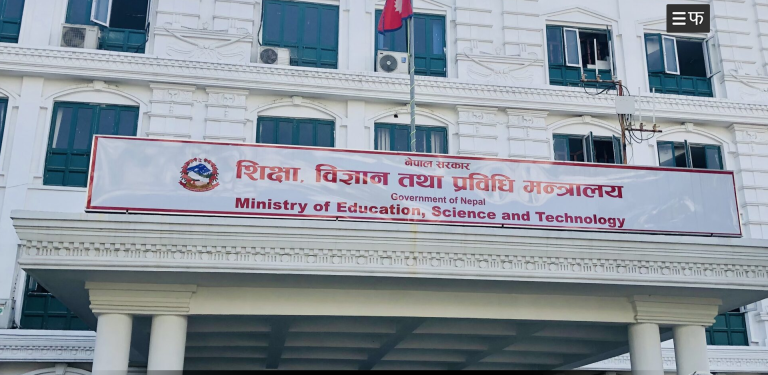 फ
नेपाल सरकार
शिक्षा, विज्ञान तथा प्रविधि मन्त्रालय
Government of Nepal
Ministry of Education, Science and Technology